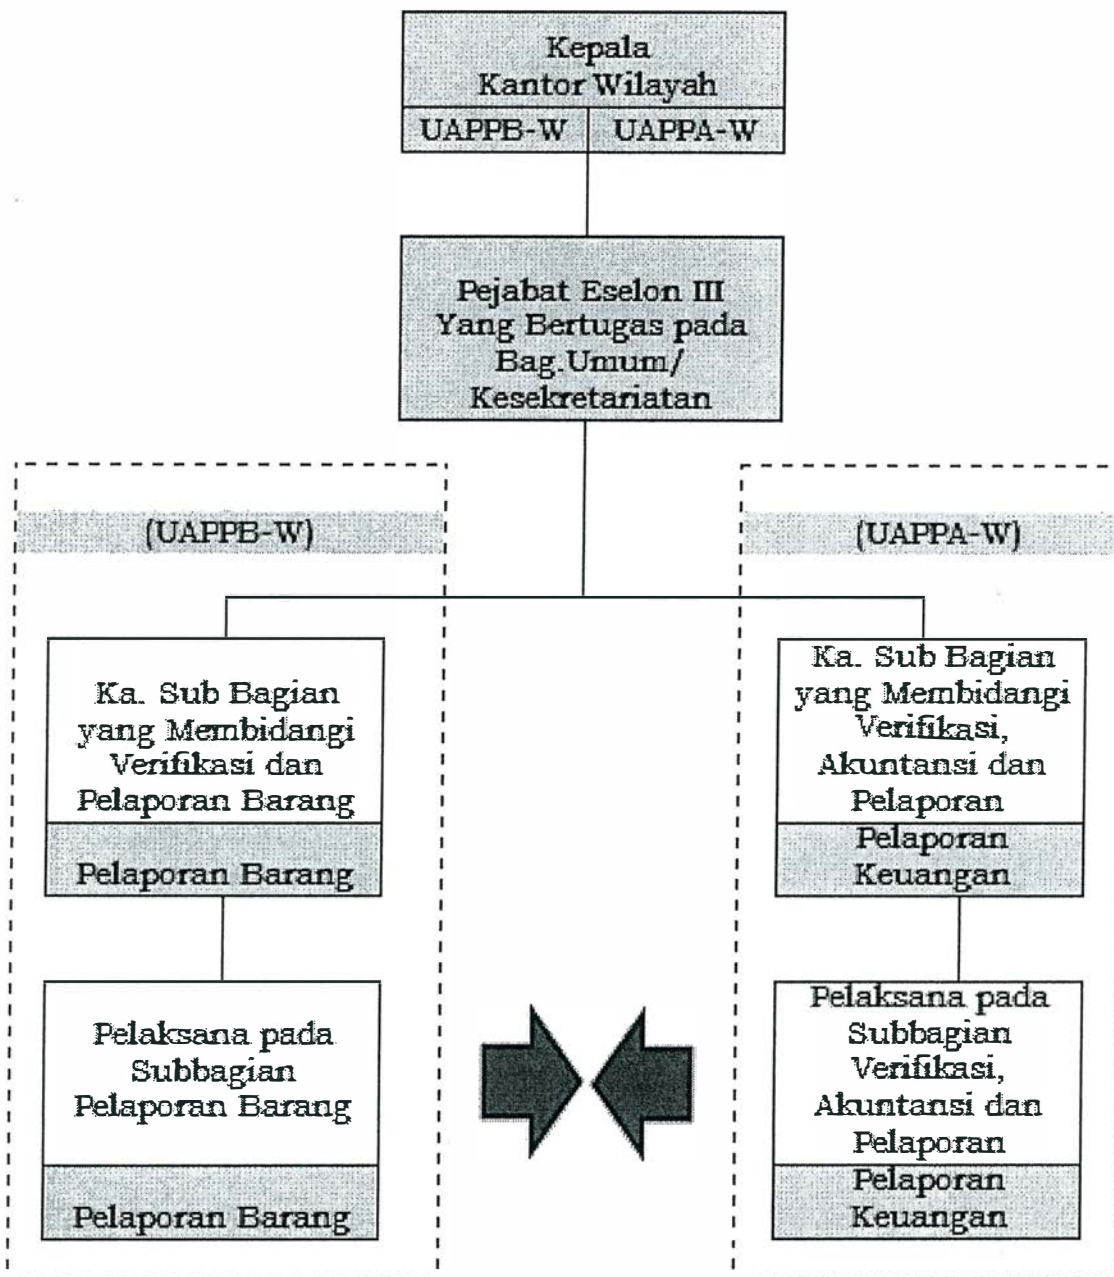 Kepala
Kantor Wilayah
UAPPB-W
UAPPA-W
Pejabat Eselon III
Yang Bertugas pada
Bag.Umum/
Kesekretariatan
(UAPPB-W)
(UAPPA-W)
Ka. Sub Bagian
yang Membidangi
Verifikasi dan
Pelaporan Barang
Pelaporan Barang
Ka. Sub Bagian
yang Membidangi
Verifikasi,
Akuntansi dan
Pelaporan
Pelaporan
Keuangan
Pelaksana pada
Subbagian
Pelaporan Barang
Pelaporan Barang
Pelaksana pada
Subbagian
Verifikasi,
Akuntansi dan
Pelaporan
Pelaporan
Keuangan